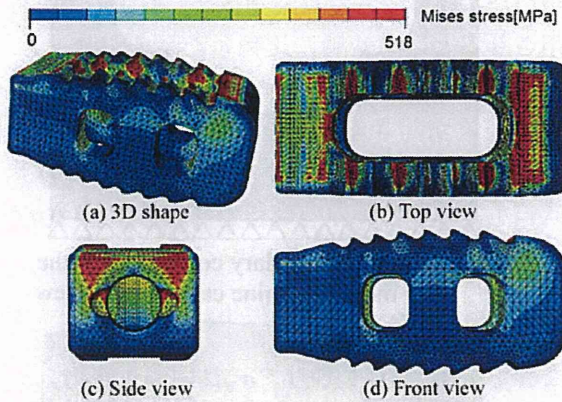 Mises stress[MPa]
0
518
(a) 3D shape
(b) Top view
(c) Side view
(d) Front view